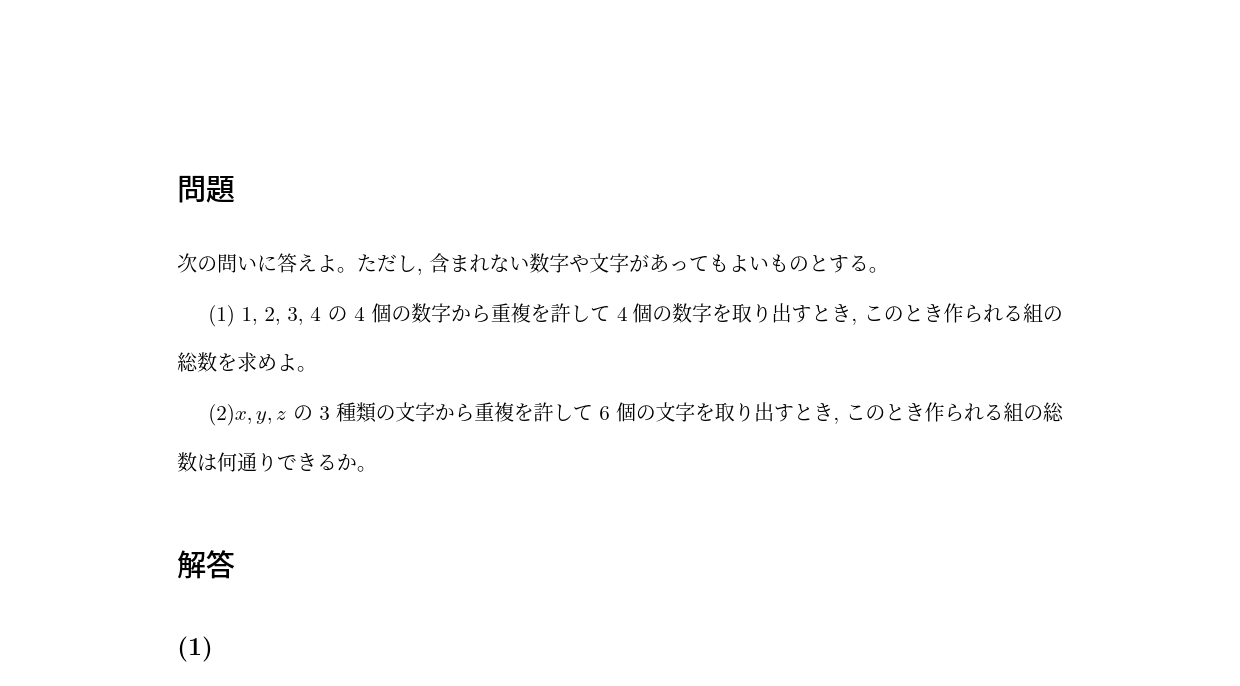 問題
次の問いに答えよ。ただし, 含まれない数字や文字があってもよいものとする。
(1) 1, 2, 3, 4 の 4 個の数字から重複を許して 4 個の数字を取り出すとき, このとき作られる組の
総数を求めよ。
(2)x, y, z の 3 種類の文字から重複を許して 6 個の文字を取り出すとき, このとき作られる組の総
数は何通りできるか。
解答
(1)